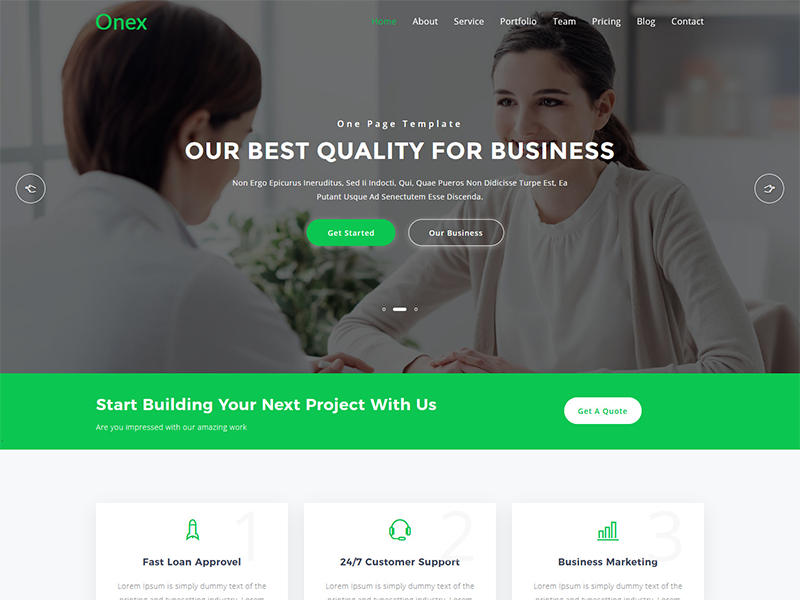 Onex
Home About Service Portfolio Team Pricing Blog Contact
One Page Template
OUR BEST QUALITY FOR BUSINESS
Non Ergo Epicurus Ineruditus, Sed Ii Indocti, Qui, Quae Pueros Non Didicisse Turpe Est, Ea
Putant Usque Ad Senectutem Esse Discenda.
Get Started Our Business
Start Building Your Next Project With Us
Are you impressed with our amazing work
Get A Quote
1 2 3
Fast Loan Approvel 24/7 Customer Support Business Marketing
Lorem Ipsum is simply dummy text of the Lorem Ipsum is simply dummy text of the Lorem Ipsum is simply dummy text of the
printing and typesetting industry. Lorem printing and typesetting industry. Lorem printing and typesetting industry. Lorem